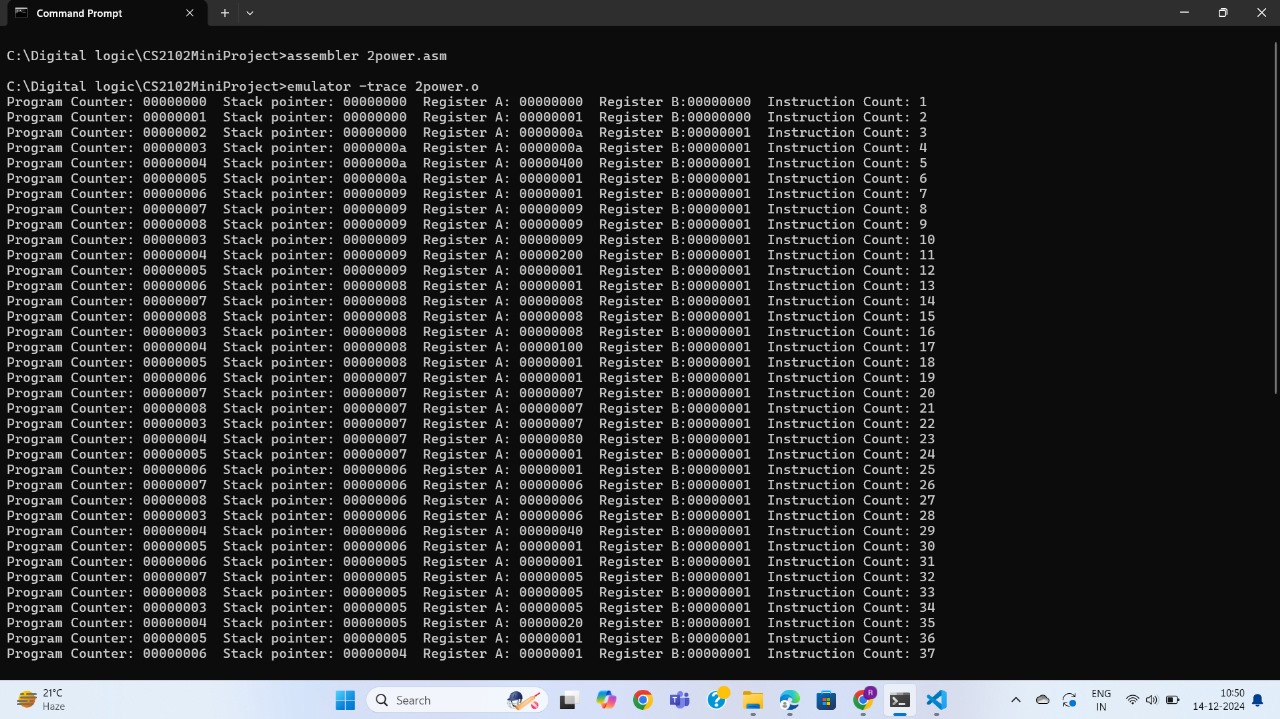 Command Prompt
C:\Digital logic\CS2102MiniProject>assembler 2power.asm
C:\Digital logic\CS2102MiniProject>emulator -trace 2power.o
Program Counter: 00000000  Stack pointer: 00000000  Register A: 00000000  Register B:00000000  Instruction Count: 1
Program Counter: 00000001  Stack pointer: 00000000  Register A: 00000001  Register B:00000000  Instruction Count: 2
Program Counter: 00000002  Stack pointer: 00000000  Register A: 0000000a  Register B:00000001  Instruction Count: 3
Program Counter: 00000003  Stack pointer: 0000000a  Register A: 0000000a  Register B:00000001  Instruction Count: 4
Program Counter: 00000004  Stack pointer: 0000000a  Register A: 00000400  Register B:00000001  Instruction Count: 5
Program Counter: 00000005  Stack pointer: 0000000a  Register A: 00000001  Register B:00000001  Instruction Count: 6
Program Counter: 00000006  Stack pointer: 00000009  Register A: 00000001  Register B:00000001  Instruction Count: 7
Program Counter: 00000007  Stack pointer: 00000009  Register A: 00000009  Register B:00000001  Instruction Count: 8
Program Counter: 00000008  Stack pointer: 00000009  Register A: 00000009  Register B:00000001  Instruction Count: 9
Program Counter: 00000003  Stack pointer: 00000009  Register A: 00000009  Register B:00000001  Instruction Count: 10
Program Counter: 00000004  Stack pointer: 00000009  Register A: 00000200  Register B:00000001  Instruction Count: 11
Program Counter: 00000005  Stack pointer: 00000009  Register A: 00000001  Register B:00000001  Instruction Count: 12
Program Counter: 00000006  Stack pointer: 00000008  Register A: 00000001  Register B:00000001  Instruction Count: 13
Program Counter: 00000007  Stack pointer: 00000008  Register A: 00000008  Register B:00000001  Instruction Count: 14
Program Counter: 00000008  Stack pointer: 00000008  Register A: 00000008  Register B:00000001  Instruction Count: 15
Program Counter: 00000003  Stack pointer: 00000008  Register A: 00000008  Register B:00000001  Instruction Count: 16
Program Counter: 00000004  Stack pointer: 00000008  Register A: 00000100  Register B:00000001  Instruction Count: 17
Program Counter: 00000005  Stack pointer: 00000008  Register A: 00000001  Register B:00000001  Instruction Count: 18
Program Counter: 00000006  Stack pointer: 00000007  Register A: 00000001  Register B:00000001  Instruction Count: 19
Program Counter: 00000007  Stack pointer: 00000007  Register A: 00000007  Register B:00000001  Instruction Count: 20
Program Counter: 00000008  Stack pointer: 00000007  Register A: 00000007  Register B:00000001  Instruction Count: 21
Program Counter: 00000003  Stack pointer: 00000007  Register A: 00000007  Register B:00000001  Instruction Count: 22
Program Counter: 00000004  Stack pointer: 00000007  Register A: 00000080  Register B:00000001  Instruction Count: 23
Program Counter: 00000005  Stack pointer: 00000007  Register A: 00000001  Register B:00000001  Instruction Count: 24
Program Counter: 00000006  Stack pointer: 00000006  Register A: 00000001  Register B:00000001  Instruction Count: 25
Program Counter: 00000007  Stack pointer: 00000006  Register A: 00000006  Register B:00000001  Instruction Count: 26
Program Counter: 00000008  Stack pointer: 00000006  Register A: 00000006  Register B:00000001  Instruction Count: 27
Program Counter: 00000003  Stack pointer: 00000006  Register A: 00000006  Register B:00000001  Instruction Count: 28
Program Counter: 00000004  Stack pointer: 00000006  Register A: 00000040  Register B:00000001  Instruction Count: 29
Program Counter: 00000005  Stack pointer: 00000006  Register A: 00000001  Register B:00000001  Instruction Count: 30
Program Counter: 00000006  Stack pointer: 00000005  Register A: 00000001  Register B:00000001  Instruction Count: 31
Program Counter: 00000007  Stack pointer: 00000005  Register A: 00000005  Register B:00000001  Instruction Count: 32
Program Counter: 00000008  Stack pointer: 00000005  Register A: 00000005  Register B:00000001  Instruction Count: 33
Program Counter: 00000003  Stack pointer: 00000005  Register A: 00000005  Register B:00000001  Instruction Count: 34
Program Counter: 00000004  Stack pointer: 00000005  Register A: 00000020  Register B:00000001  Instruction Count: 35
Program Counter: 00000005  Stack pointer: 00000005  Register A: 00000001  Register B:00000001  Instruction Count: 36
Program Counter: 00000006  Stack pointer: 00000004  Register A: 00000001  Register B:00000001  Instruction Count: 37
21°C
Haze
Search
R
ENG
IN
10:50
14-12-2024